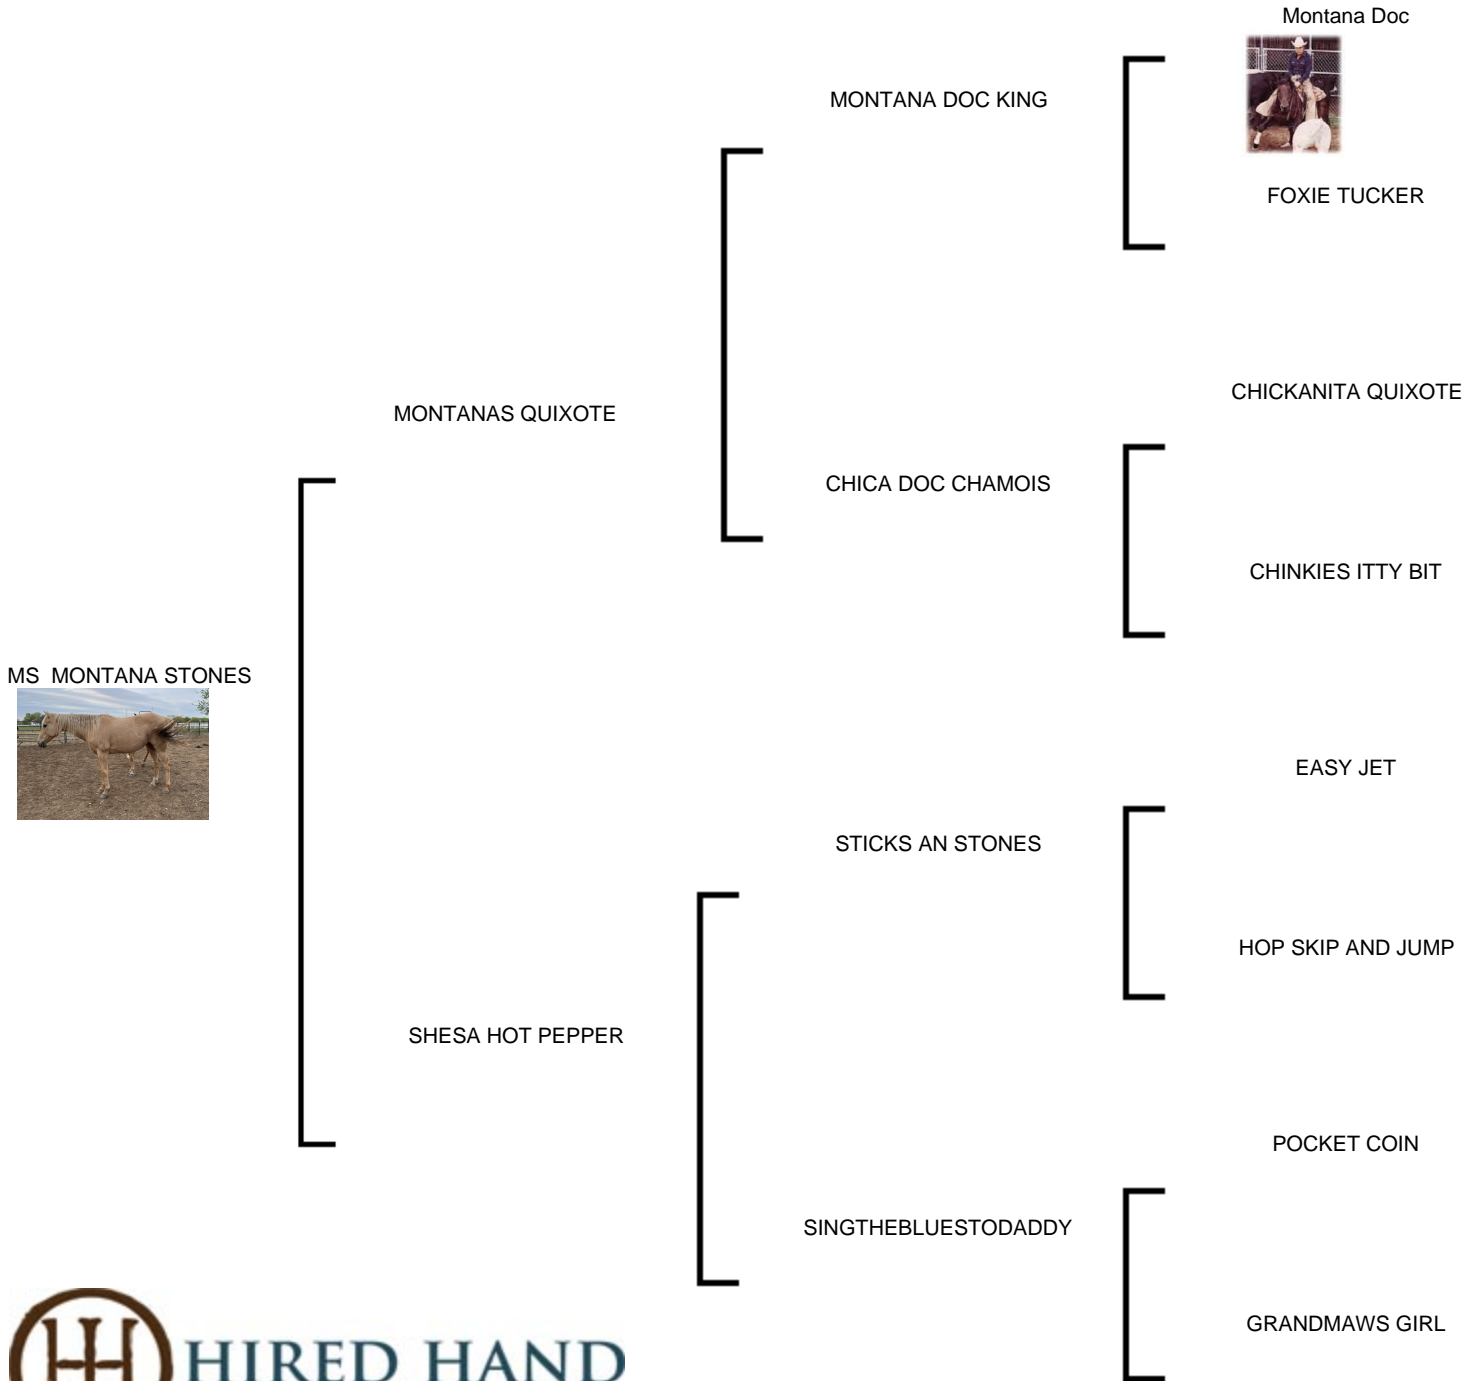 Montana Doc
MONTANA DOC KING
FOXIE TUCKER
MONTANAS QUIXOTE
CHICKANITA QUIXOTE
CHICA DOC CHAMOIS
CHINKIES ITTY BIT
MS MONTANA STONES
EASY JET
STICKS AN STONES
HOP SKIP AND JUMP
SHESA HOT PEPPER
POCKET COIN
SINGTHEBLUESTODADDY
GRANDMAWS GIRL
HIRED HAND